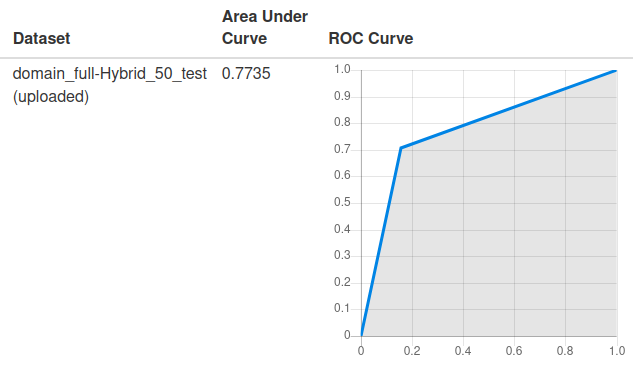 Dataset
Area Under
Curve
ROC Curve
domain_full-Hybrid_50_test
(uploaded)
0.7735
1.0
0.9
0.8
0.7
0.6
0.5
0.4
0.3
0.2
0.1
0
0 0.2 0.4 0.6 0.8 1.0